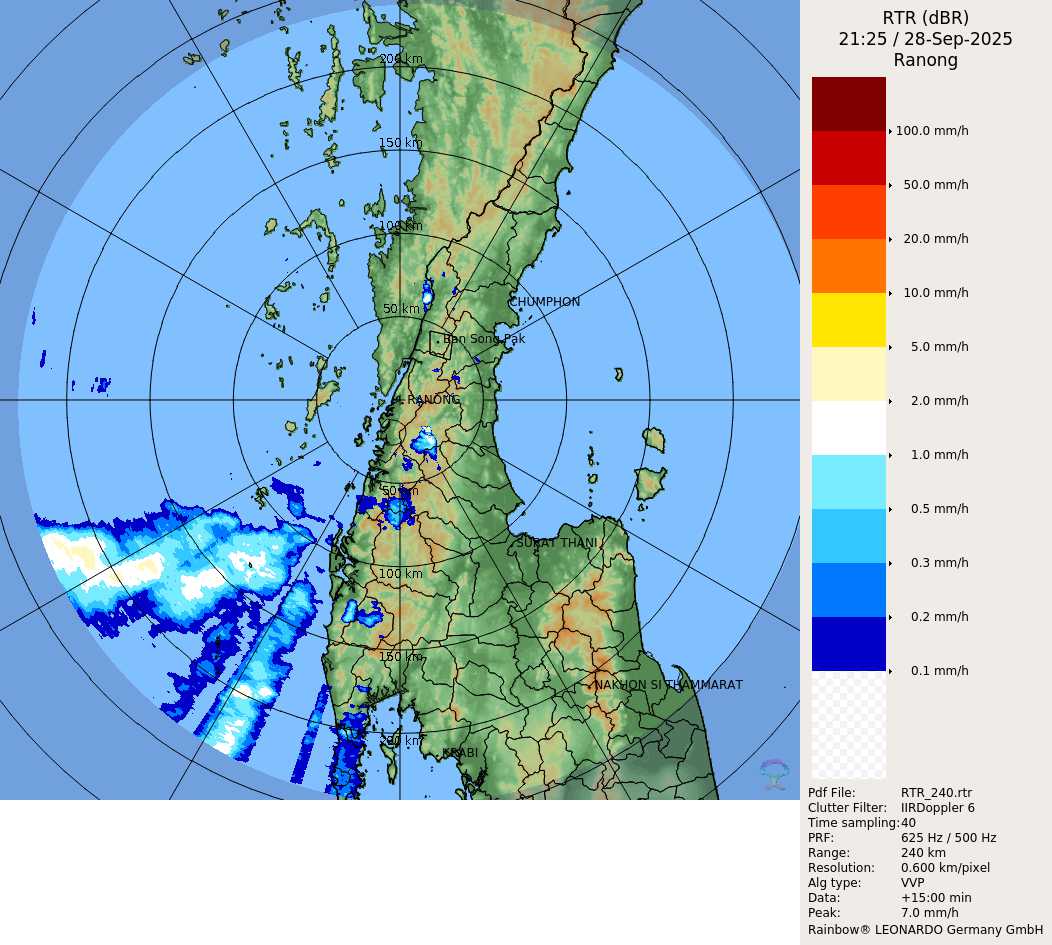 RTR (dBR)
21:25 / 28-Sep-2025
Ranong
200 km
150 km
100 km
50 km
CHUMPHON
Ban Song Pak
RANONG
50 km
SURAT THANI
100 km
150 km
NAKHON SI THAMMARAT
200 km
KRABI
100.0 mm/h
50.0 mm/h
20.0 mm/h
10.0 mm/h
5.0 mm/h
2.0 mm/h
1.0 mm/h
0.5 mm/h
0.3 mm/h
0.2 mm/h
0.1 mm/h
Pdf File: RTR_240.rtr
Clutter Filter: IIRDoppler 6
Time sampling:40
PRF: 625 Hz / 500 Hz
Range: 240 km
Resolution: 0.600 km/pixel
Alg type: VVP
Data: +15:00 min
Peak: 7.0 mm/h
Rainbow® LEONARDO Germany GmbH